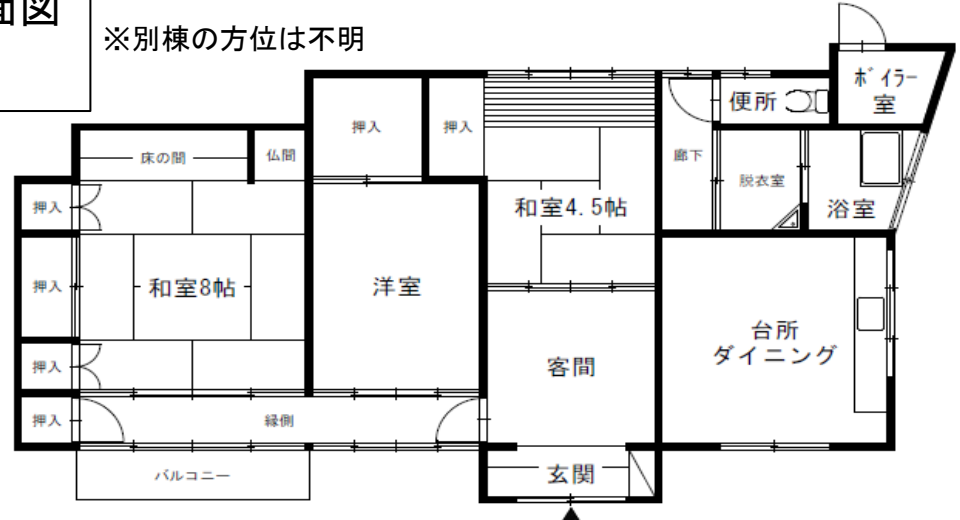 面図
※別棟の方位は不明
ボイラー
室
便所
押入
押入
床の間
仏間
廊下
脱衣室
浴室
押入
和室4.5帖
押入
和室8帖
洋室
台所
ダイニング
客間
押入
押入
縁側
バルコニー
玄関